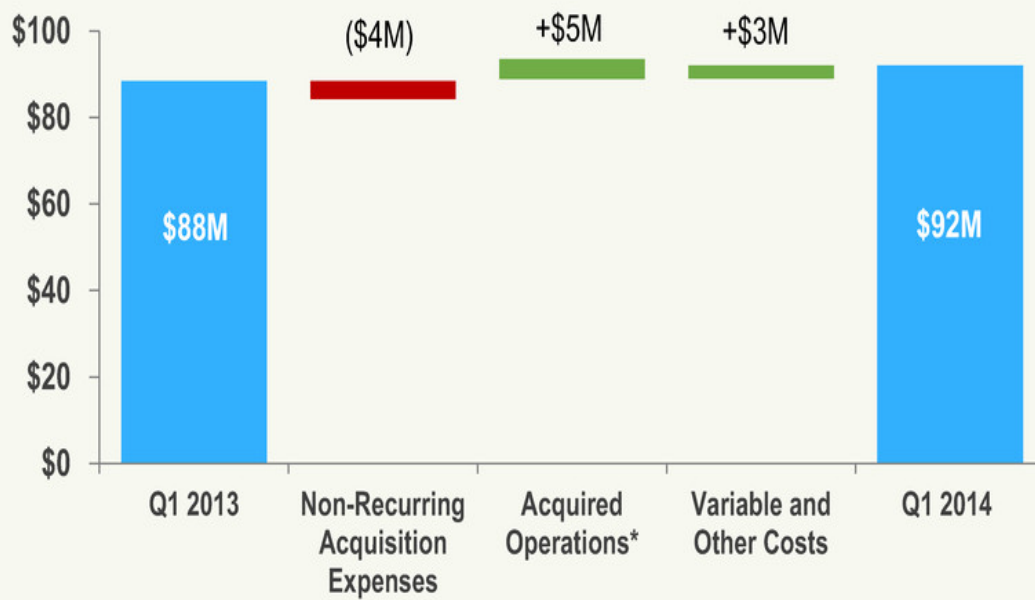 $100
$80
$60
$40
$20
$0
($4M)
+$5M
+$3M
$88M
$92M
Q1 2013
Non-Recurring
Acquisition
Expenses
Acquired
Operations*
Variable and
Other Costs
Q1 2014